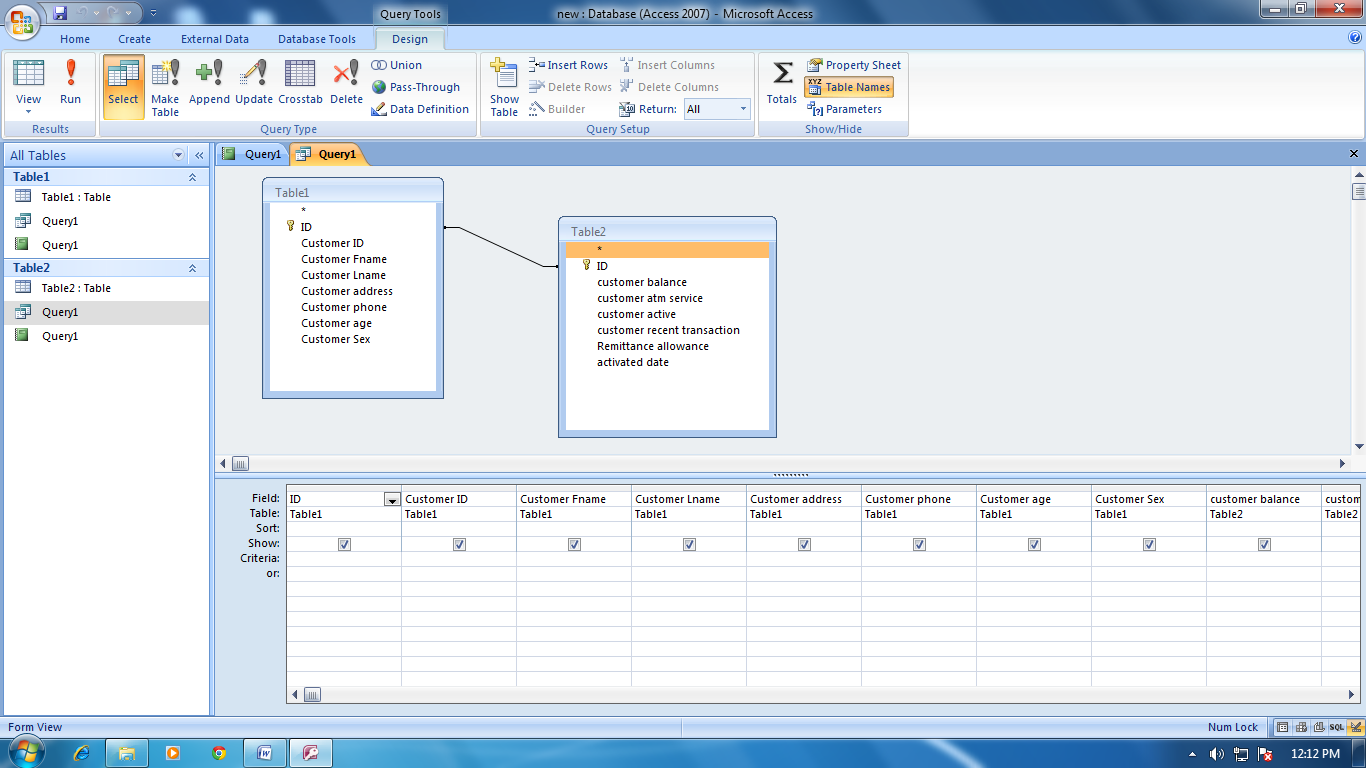 Query Tools
new : Database (Access 2007) - Microsoft Access
Home Create External Data Database Tools Design
View Run
Results
Select Make Table Append Update Crosstab Delete
Union
Pass-Through
Data Definition
Query Type
Show Table
Insert Rows
Delete Rows
Builder
Insert Columns
Delete Columns
Return: All
Query Setup
Σ
Totals
Property Sheet
XYZ Table Names
[?] Parameters
Show/Hide
All Tables
«
Table1
Table1 : Table
Query1
Query1
Table2
Table2 : Table
Query1
Query1
Query1 Query1
Table1
*
ID
Customer ID
Customer Fname
Customer Lname
Customer address
Customer phone
Customer age
Customer Sex
Table2
*
ID
customer balance
customer atm service
customer active
customer recent transaction
Remittance allowance
activated date
Field: ID Customer ID Customer Fname Customer Lname Customer address Customer phone Customer age Customer Sex customer balance custom
Table: Table1 Table1 Table1 Table1 Table1 Table1 Table1 Table1 Table2 Table2
Sort:
Show:
Criteria:
or:
Form View
Num Lock
SQL
W
12:12 PM